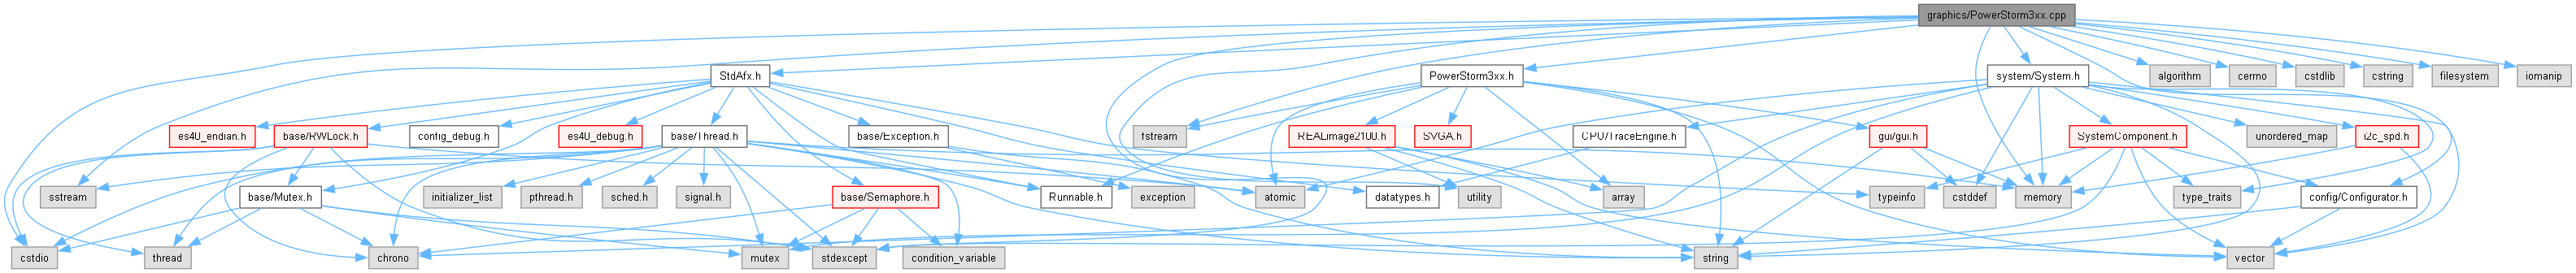 graphics/PowerStorm3xx.cpp
StdAfx.h
PowerStorm3xx.h
system/System.h
algorithm
cerrno
cstdlib
cstring
filesystem
iomanip
es40_endian.h
base/RWLock.h
config_debug.h
es40_debug.h
base/Thread.h
base/Exception.h
fstream
REALimage2100.h
SVGA.h
CPU/TraceEngine.h
gui/gui.h
SystemComponent.h
unordered_map
i2c_spd.h
sstream
base/Mutex.h
initializer_list
pthread.h
sched.h
signal.h
base/Semaphore.h
Runnable.h
exception
atomic
datatypes.h
utility
array
typeinfo
cstddef
memory
type_traits
config/Configurator.h
cstdio
thread
chrono
mutex
stdexcept
condition_variable
string
vector